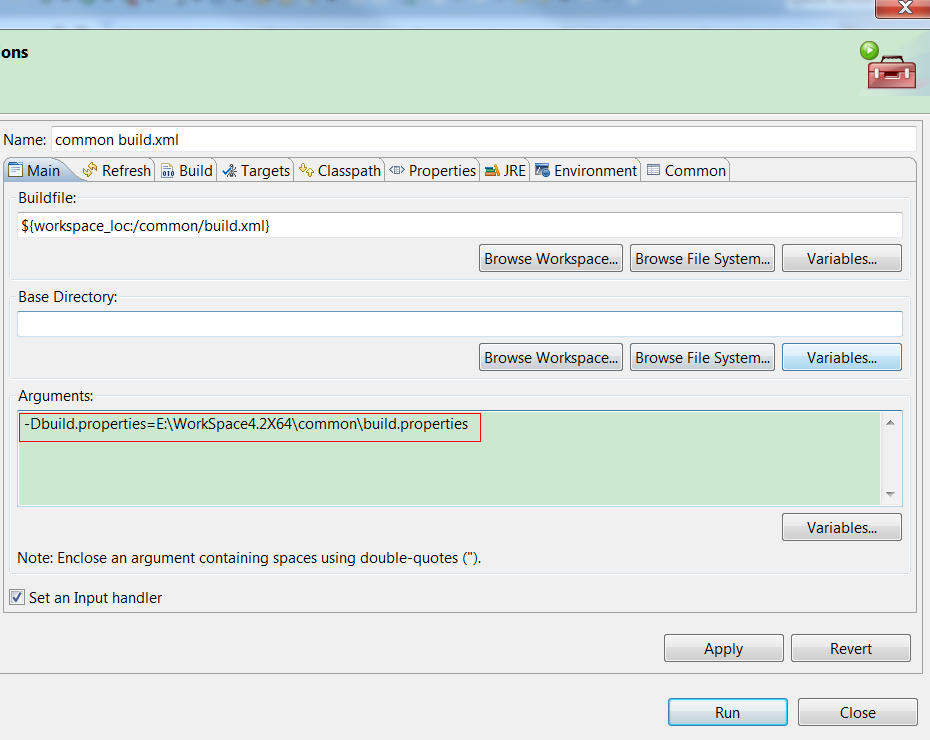 ons
Name: common build.xml
Main Refresh Build Targets Classpath Properties JRE Environment Common
Buildfile:
${workspace_loc:/common/build.xml}
Browse Workspace... Browse File System... Variables...
Base Directory:
Browse Workspace... Browse File System... Variables...
Arguments:
-Dbuild.properties=E:\WorkSpace4.2X64\common\build.properties
Variables...
Note: Enclose an argument containing spaces using double-quotes (").
Set an Input handler
Apply Revert
Run Close